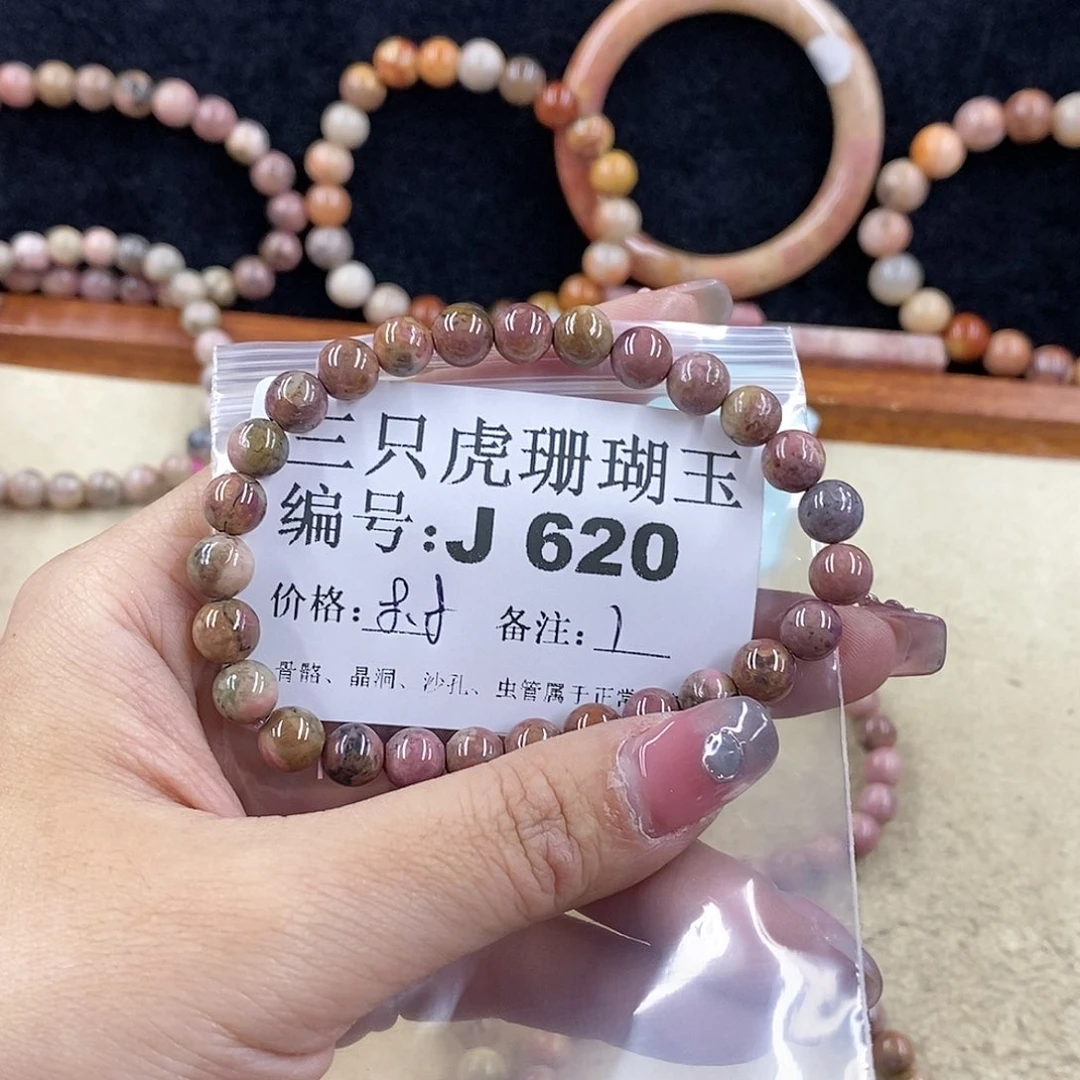 三只虎珊瑚玉
编号:J 620
价格: 备注:1
骨骼、晶洞、沙孔、虫管属于正常